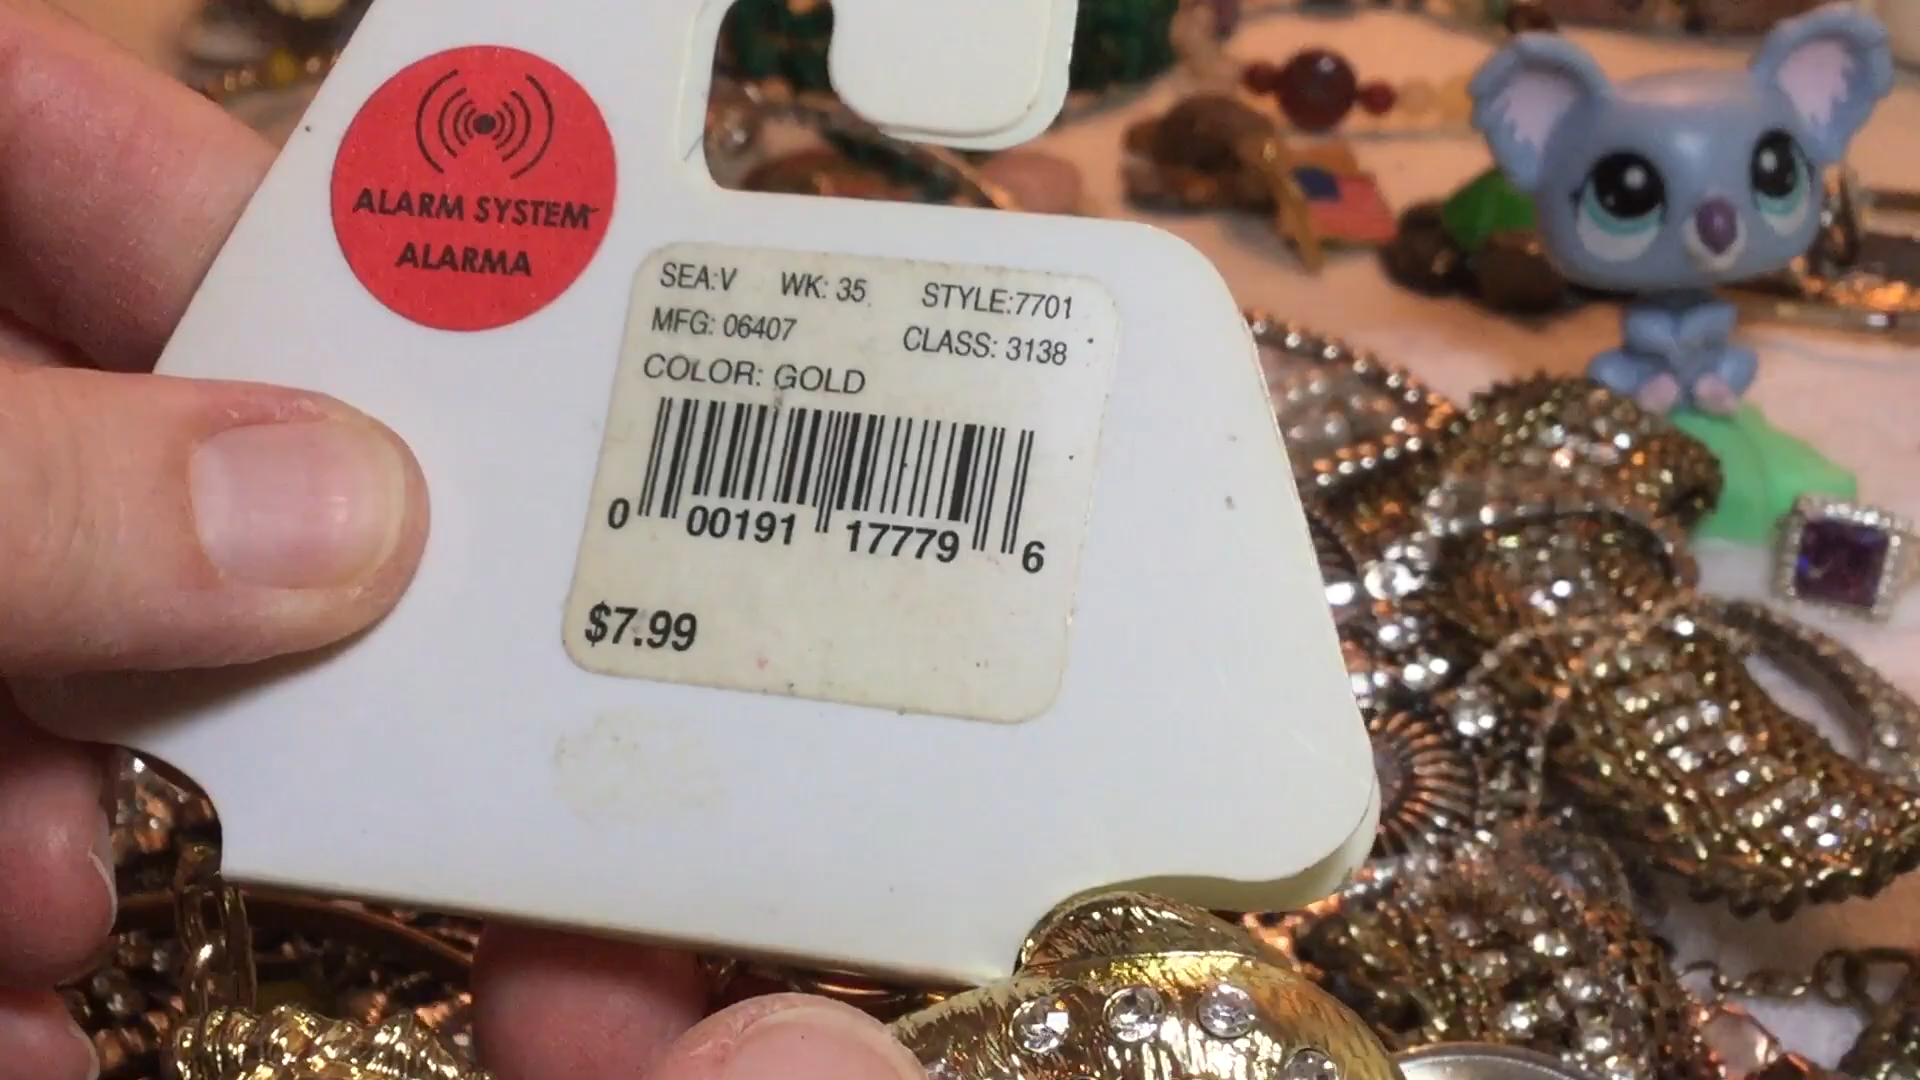 ALARM SYSTEM
ALARMA
SEA:V WK: 35 STYLE:7701
MFG: 06407 CLASS: 3138
COLOR: GOLD
0 00191 17779 6
$7.99